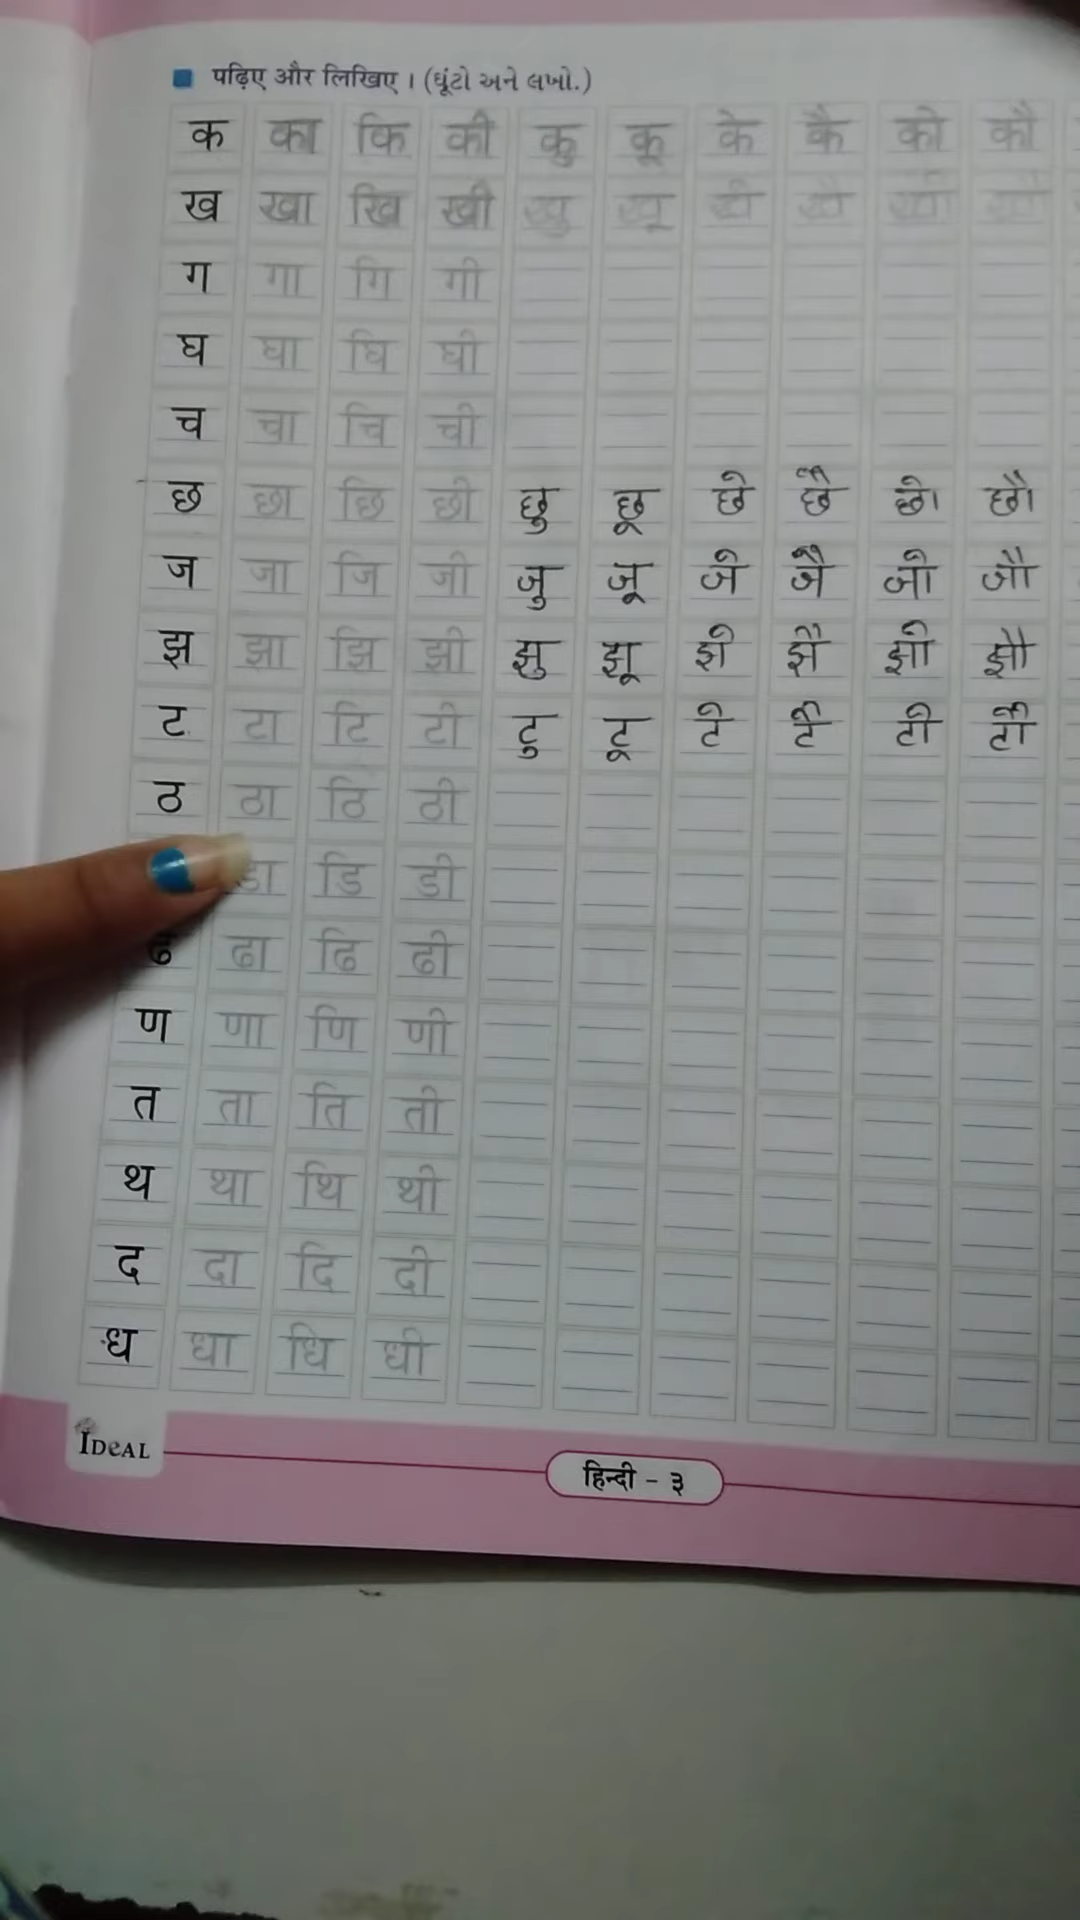 पढ़िए और लिखिए । (ઘૂંટો અને લખો.)
क का कि की कु कू के कै को कौ
ख खा खि खी खु खू खे खै खो खौ
ग गा गि गी
घ घा घि घी
च चा चि ची
छ छा छि छी छु छू छे छै छो छौ
ज जा जि जी जु जू जे जै जो जौ
झ झा झि झी झु झू झे झै झो झौ
ट टा टि टी टु टू टे टै टो टौ
ठ ठा ठि ठी
डा डि डी
ढ ढा ढि ढी
ण णा णि णी
त ता ति ती
थ था थि थी
द दा दि दी
ध धा धि धी
IDEAL
हिन्दी - ३